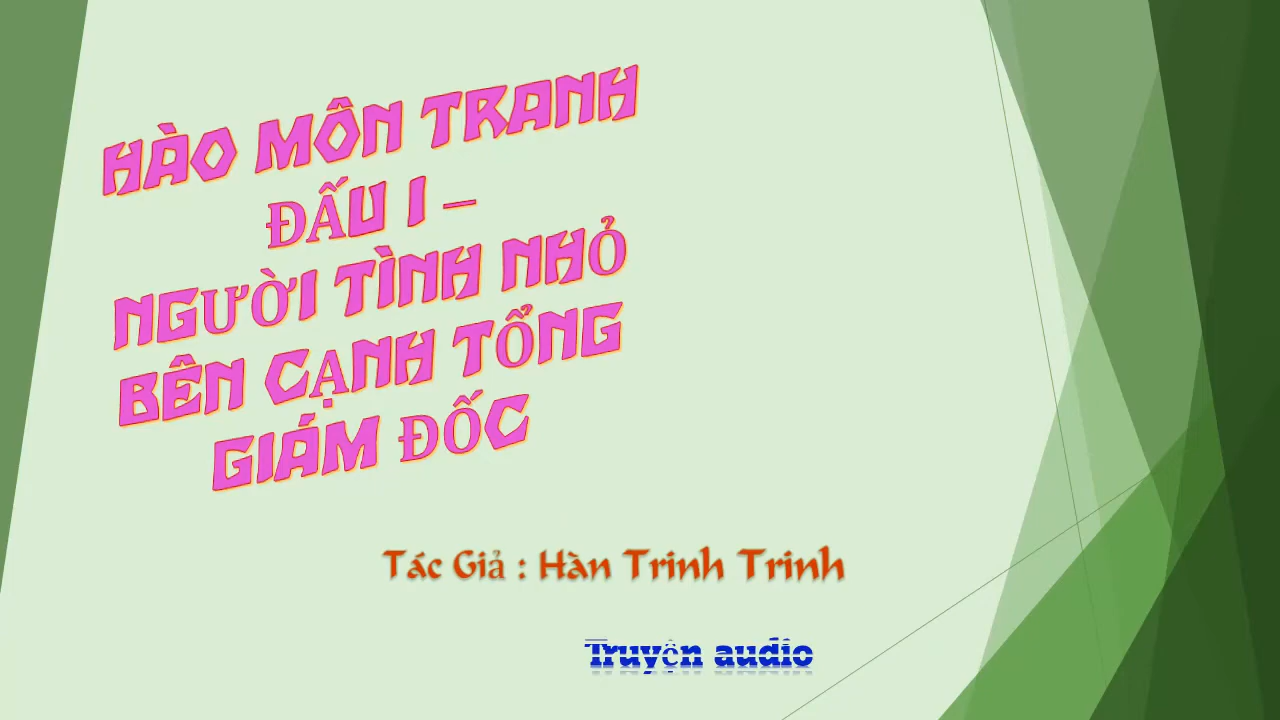 HÀO MÔN TRANH
ĐẤU I –
NGƯỜI TÌNH NHỎ
BÊN CẠNH TỔNG
GIÁM ĐỐC
Tác Giả : Hàn Trinh Trinh
Truyện audio